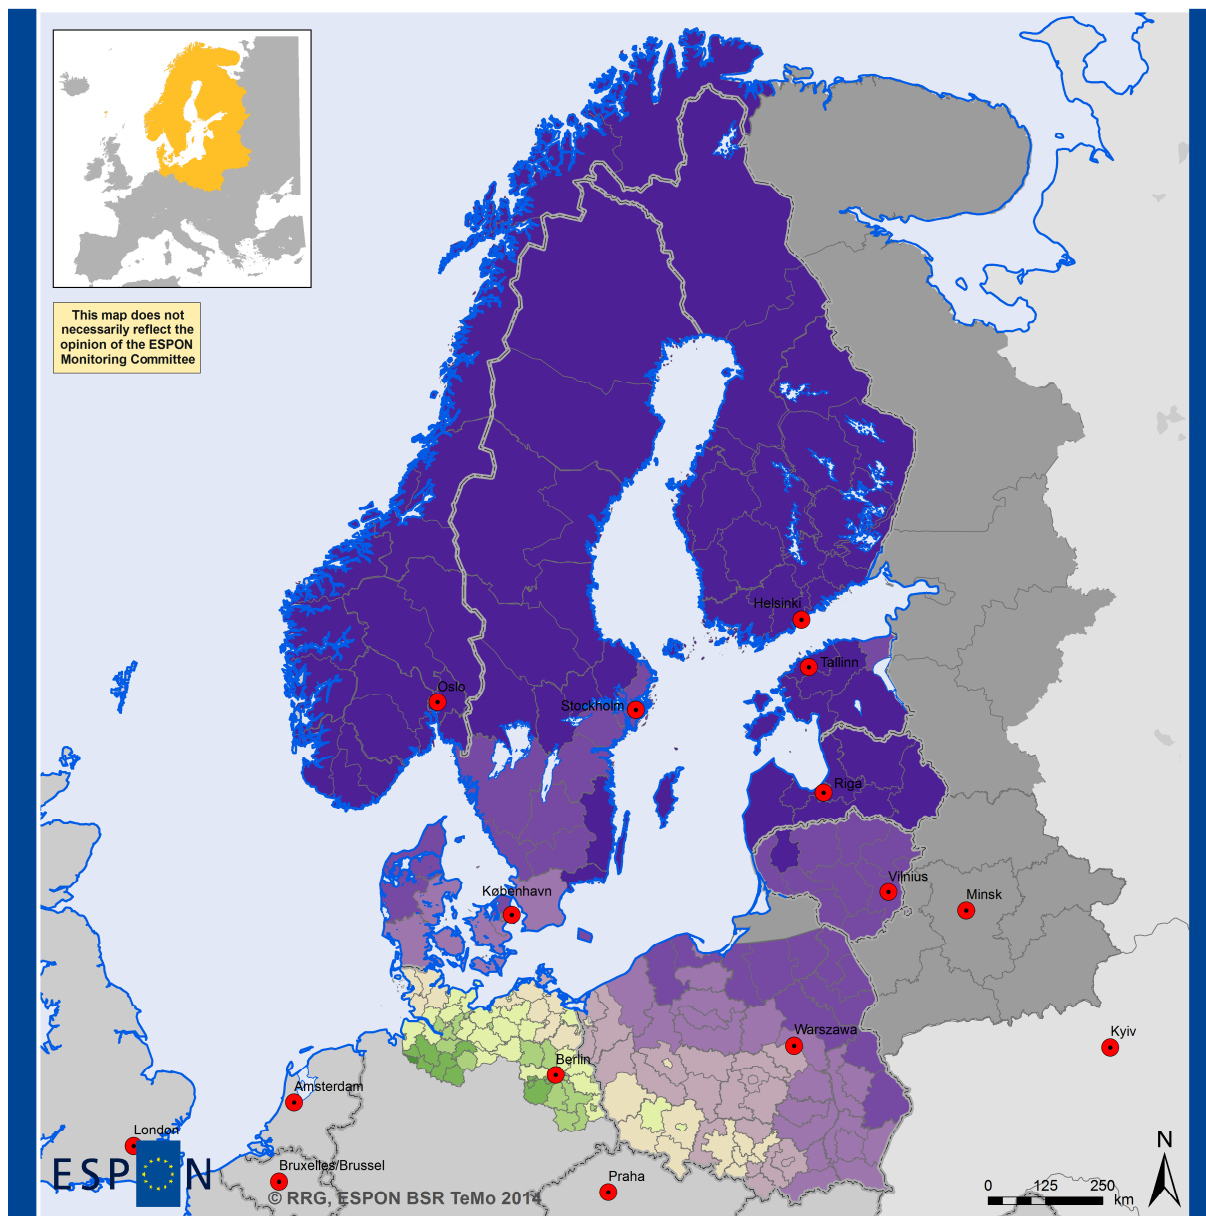 This map does not
necessarily reflect the
opinion of the ESPON
Monitoring Committee
Helsinki
Tallinn
Oslo
Stockholm
Riga
Vilnius
København
Minsk
Warszawa
Kyiv
Berlin
Amsterdam
London
Bruxelles/Brussel
Praha
ESPON
© RRG, ESPON BSR TeMo 2014
N
0 125 250
km